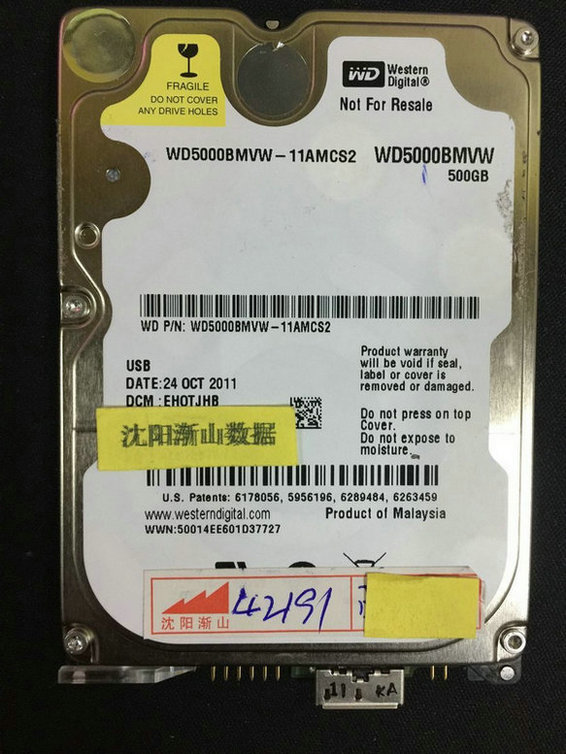 FRAGILE
DO NOT COVER
ANY DRIVE HOLES
WD Western Digital®
Not For Resale
WD5000BMVW-11AMCS2 WD5000BMVW
500GB
WD P/N: WD5000BMVW-11AMCS2
USB
DATE:24 OCT 2011
DCM :EHOTJHB
Product warranty
will be void if seal,
label or cover is
removed or damaged.
Do not press on top
Cover.
Do not expose to
moisture.
沈阳渐山数据
U.S. Patents: 6178056, 5956196, 6289484, 6263459
www.westerndigital.com Product of Malaysia
WWN:50014EE601D37727
沈阳渐山
42191
11 KA